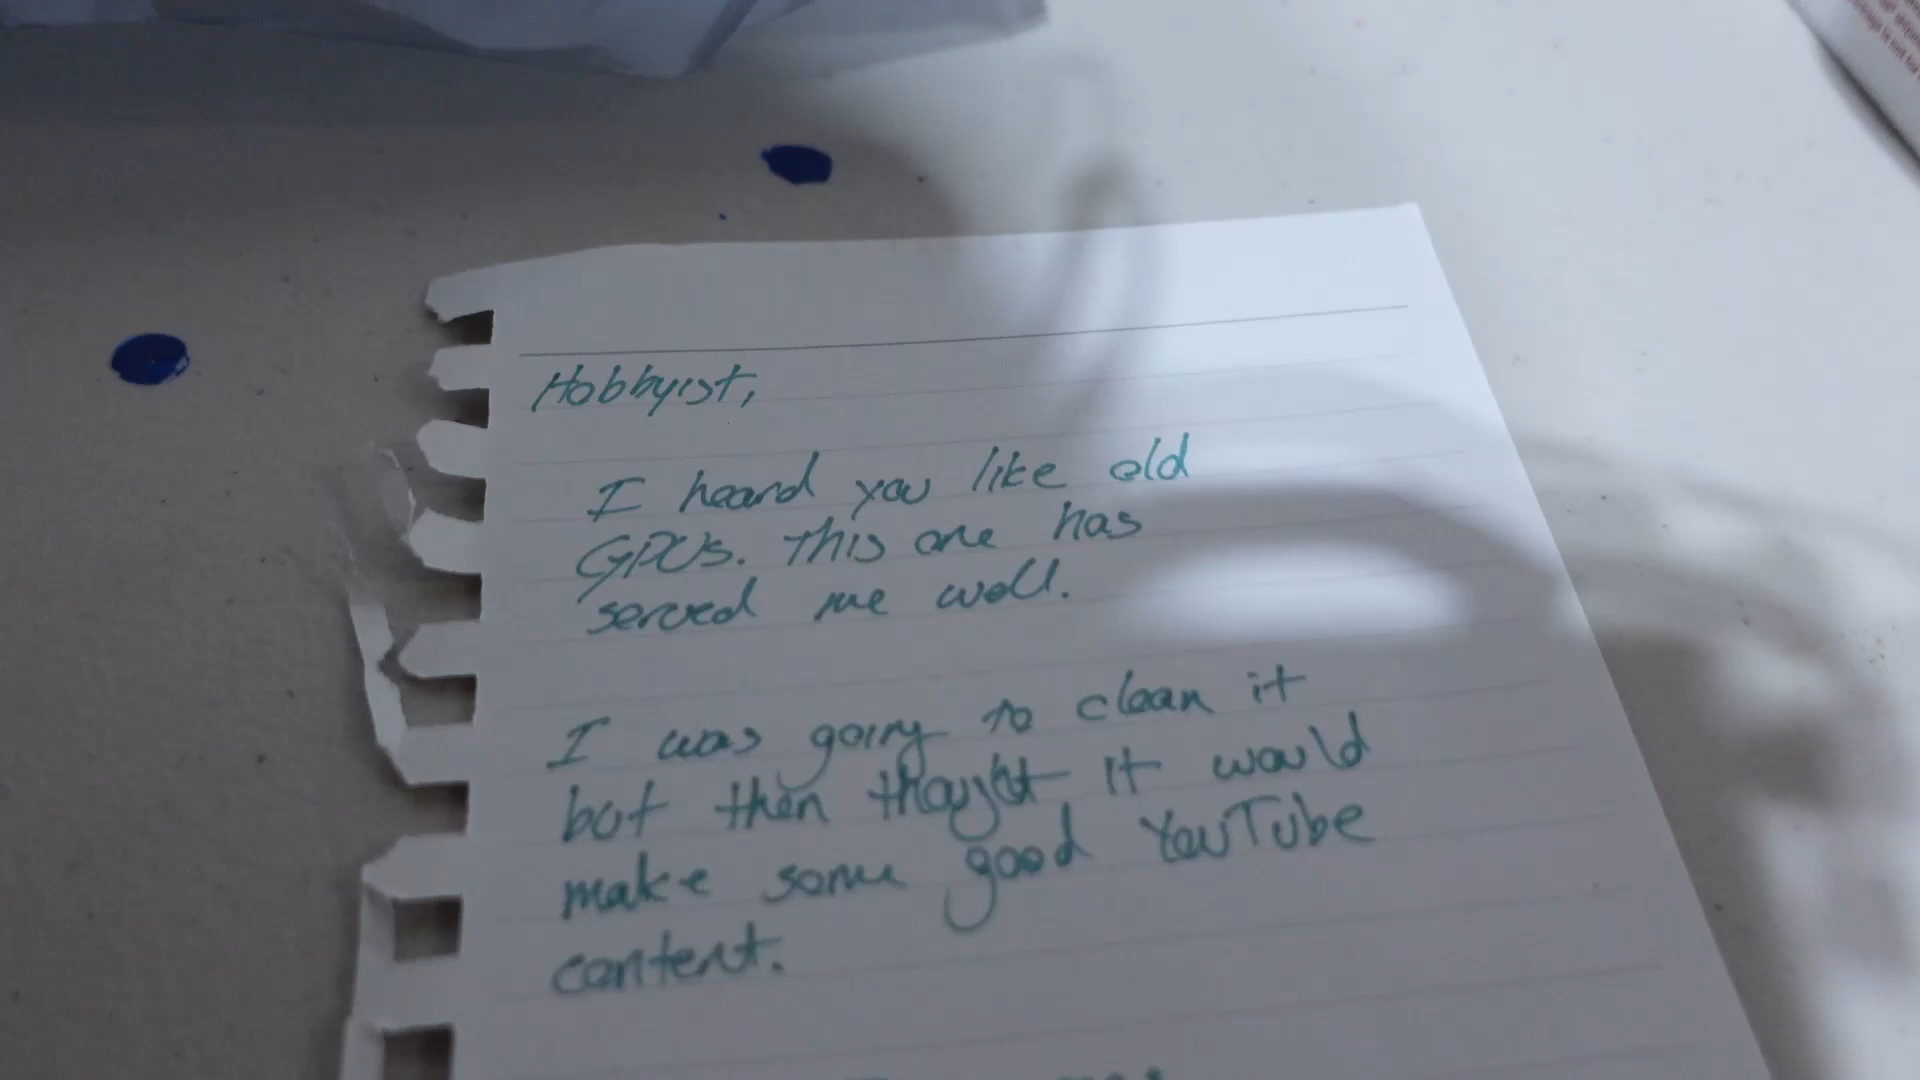 Hobbyist,
I heard you like old
GPUs. This one has
served me well.
I was going to clean it
but then thought it would
make some good YouTube
content.